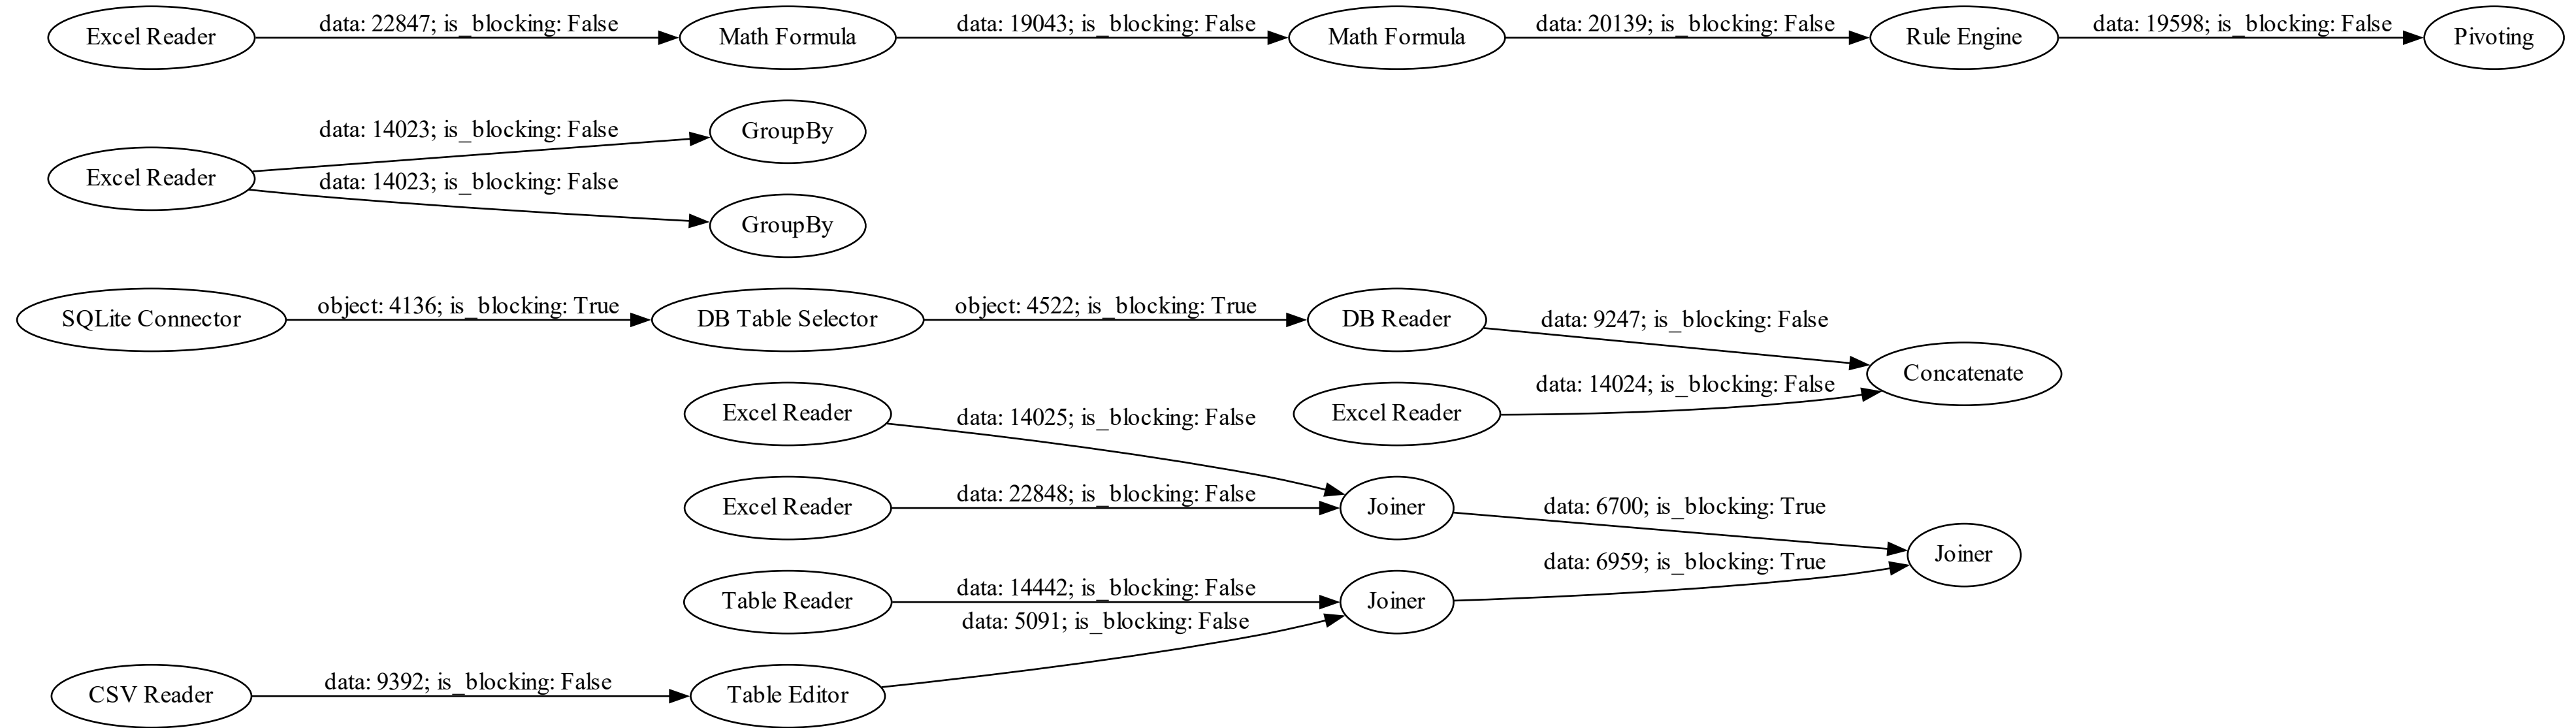 Excel Reader data: 22847; is_blocking: False Math Formula data: 19043; is_blocking: False Math Formula data: 20139; is_blocking: False Rule Engine data: 19598; is_blocking: False Pivoting
data: 14023; is_blocking: False GroupBy
Excel Reader
data: 14023; is_blocking: False
GroupBy
SQLite Connector object: 4136; is_blocking: True DB Table Selector object: 4522; is_blocking: True DB Reader data: 9247; is_blocking: False
Concatenate
Excel Reader data: 14025; is_blocking: False Excel Reader data: 14024; is_blocking: False
Excel Reader data: 22848; is_blocking: False Joiner data: 6700; is_blocking: True
Joiner
Table Reader data: 14442; is_blocking: False Joiner data: 6959; is_blocking: True
data: 5091; is_blocking: False
CSV Reader data: 9392; is_blocking: False Table Editor